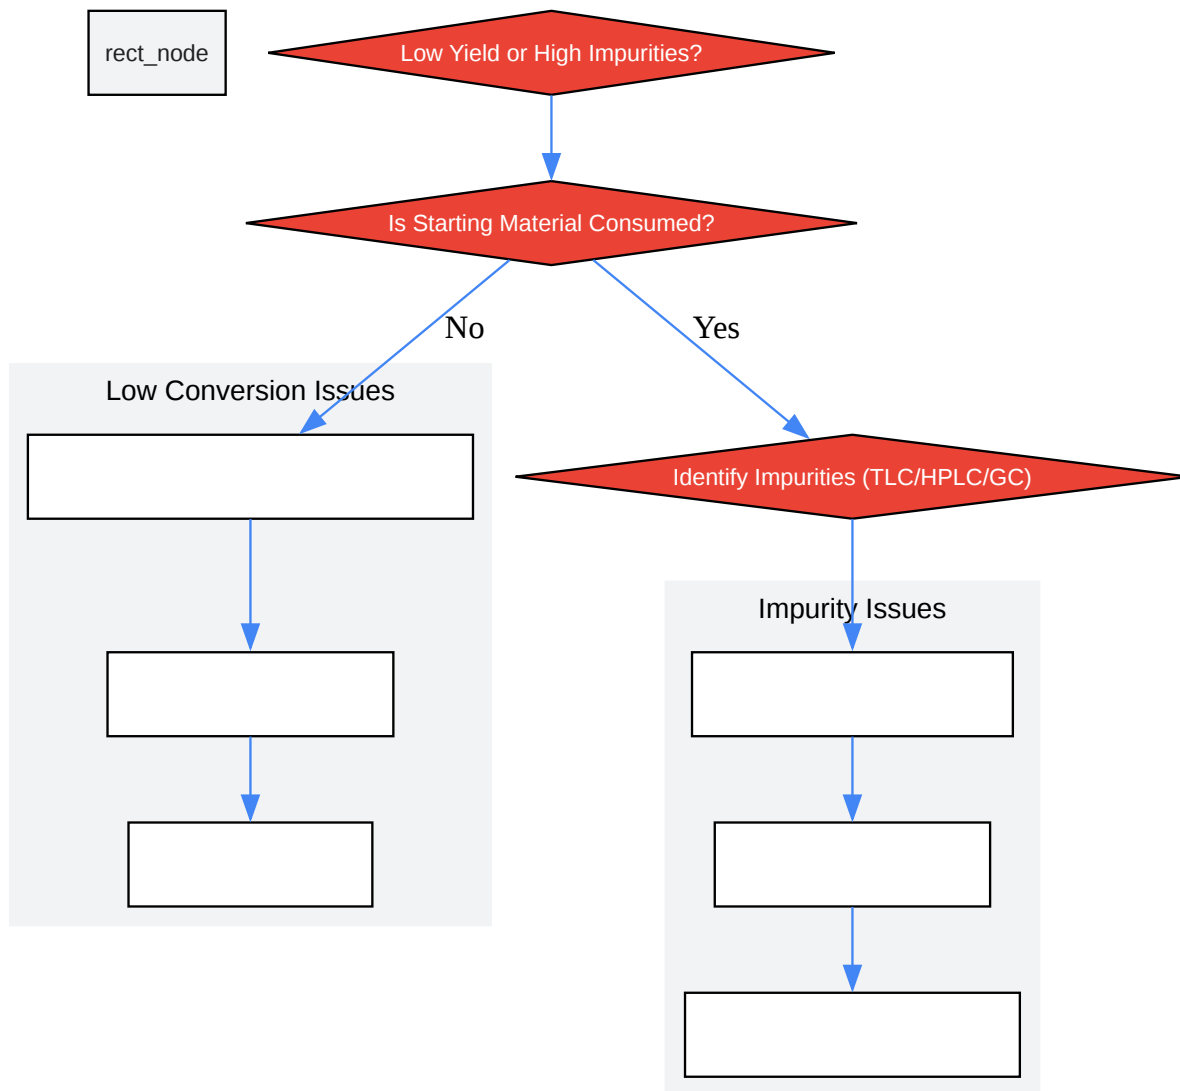 rect_node
Low Yield or High Impurities?
Is Starting Material Consumed?
No
Yes
Low Conversion Issues
Identify Impurities (TLC/HPLC/GC)
Impurity Issues